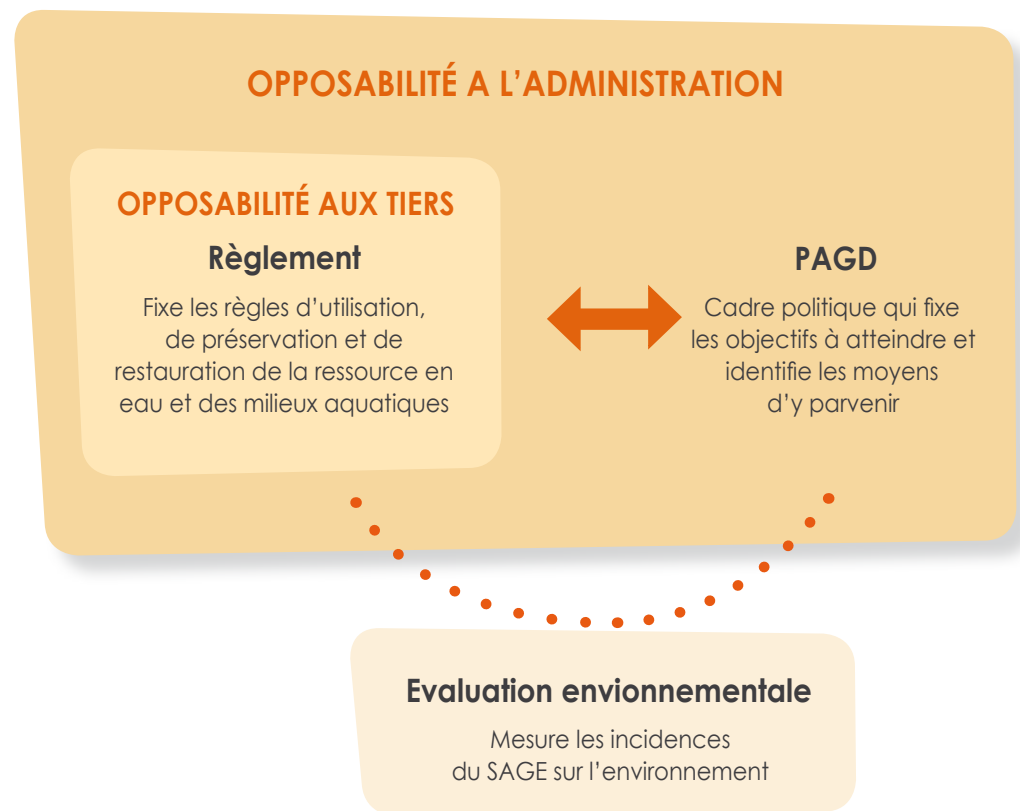 OPPOSABILITÉ A L’ADMINISTRATION
OPPOSABILITÉ AUX TIERS
Règlement
Fixe les règles d’utilisation,
de préservation et de
restauration de la ressource en
eau et des milieux aquatiques
PAGD
Cadre politique qui fixe
les objectifs à atteindre et
identifie les moyens
d’y parvenir
Evaluation envionnementale
Mesure les incidences
du SAGE sur l’environnement